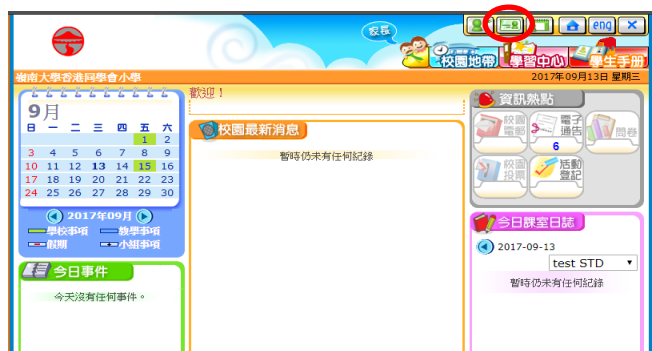 家長
eng
校園地帶
學習中心
學生手册
嶺南大學香港同學會小學
2017年09月13日 星期三
9月
日 一 二 三 四 五 六
1 2
3 4 5 6 7 8 9
10 11 12 13 14 15 16
17 18 19 20 21 22 23
24 25 26 27 28 29 30
2017年09月
學校事項 教學事項
假期 小組事項
今日事件
今天沒有任何事件。
歡迎！
校園最新消息
暫時仍未有任何記錄
資訊熱點
校園電郵
電子通告
6
問卷
校園投票
活動登記
今日課室日誌
2017-09-13
test STD
暫時仍未有任何紀錄